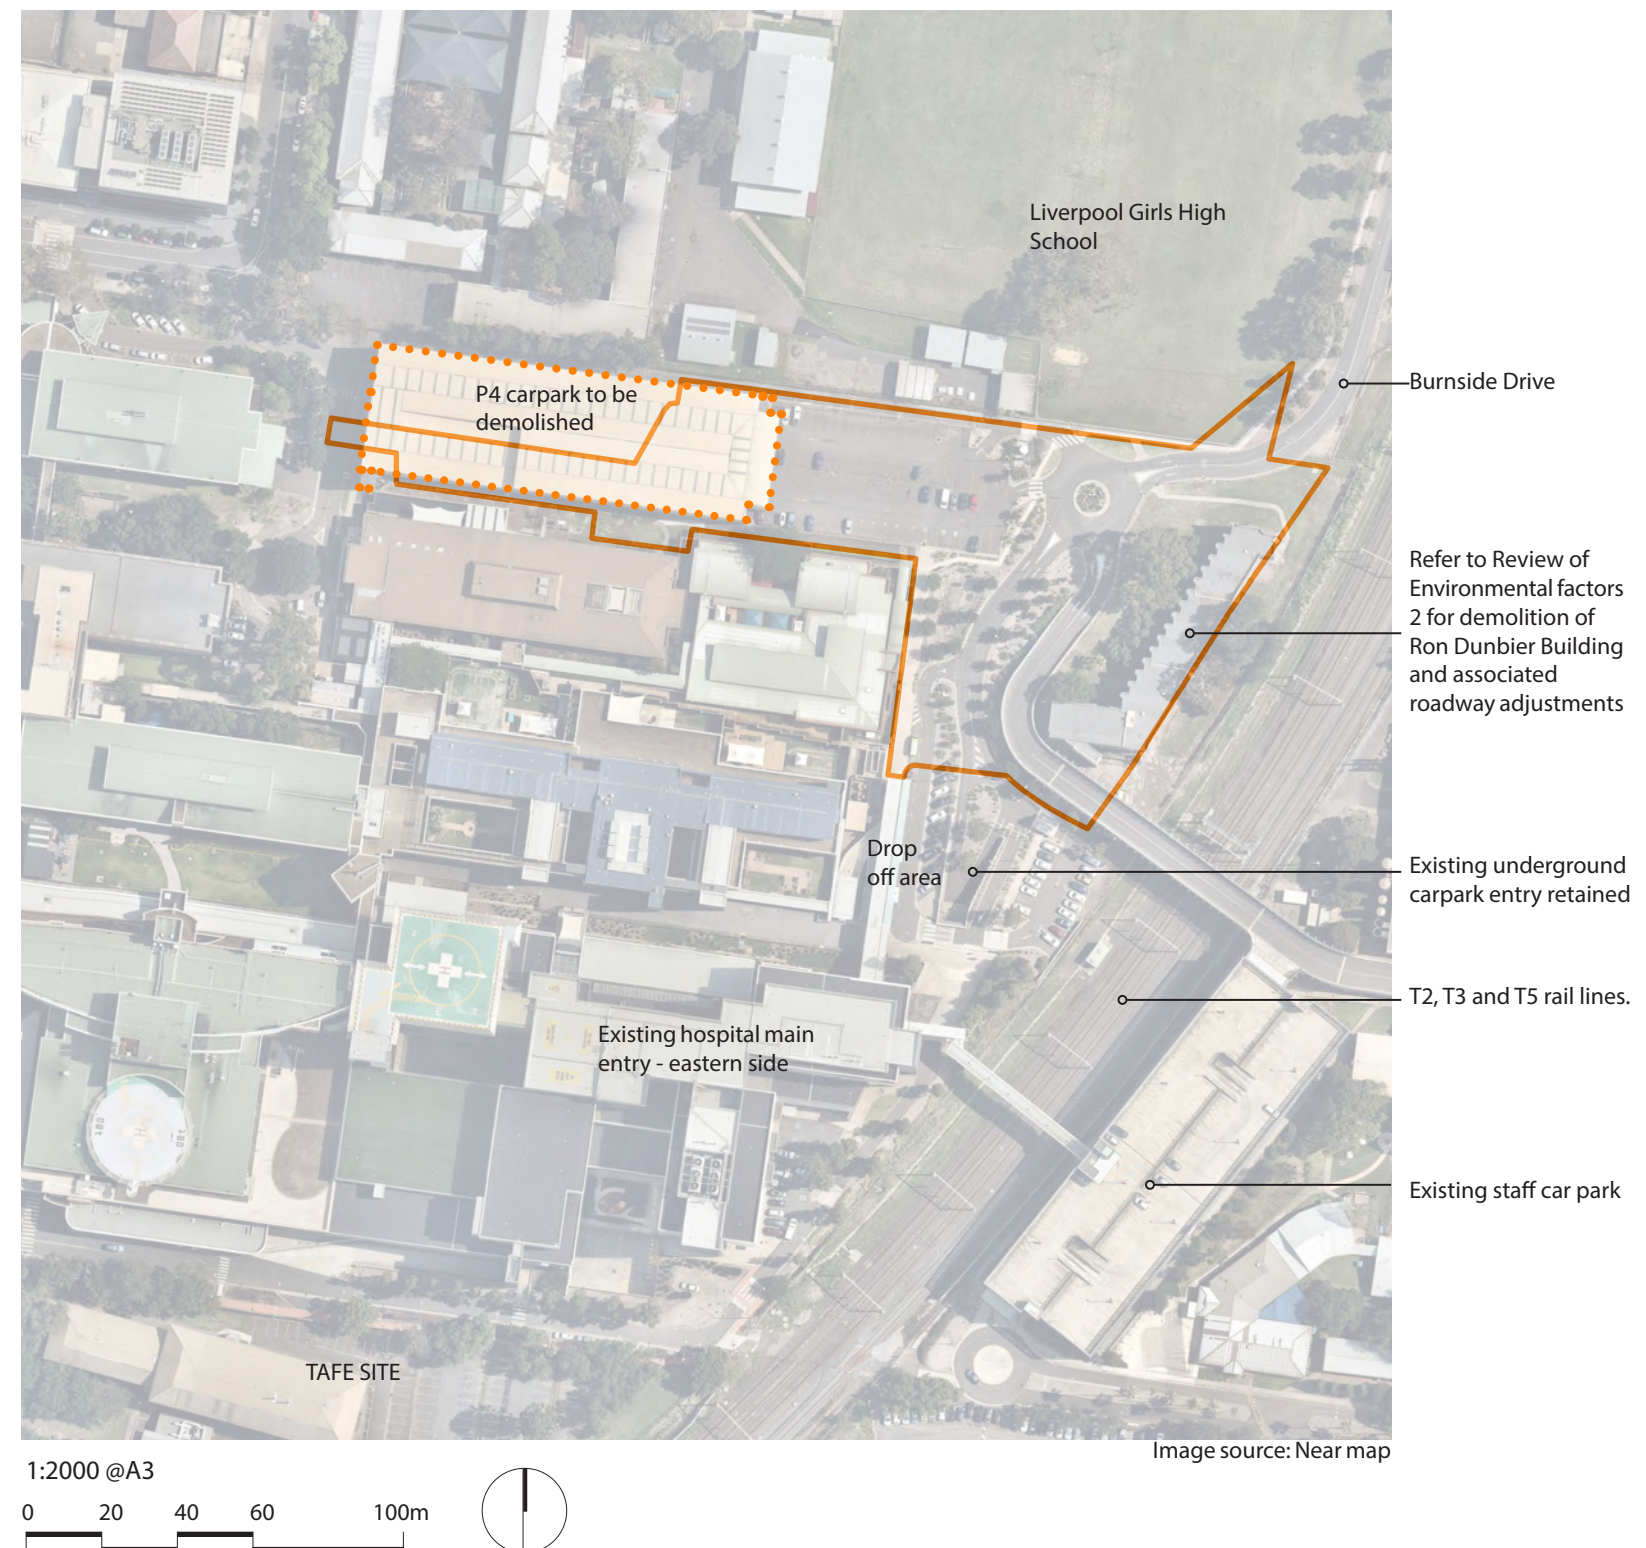 Liverpool Girls High
School
P4 carpark to be
demolished
Burnside Drive
Refer to Review of
Environmental factors
2 for demolition of
Ron Dunbier Building
and associated
roadway adjustments
Drop
off area
Existing underground
carpark entry retained
T2, T3 and T5 rail lines.
Existing hospital main
entry - eastern side
Existing staff car park
TAFE SITE
Image source: Near map
1:2000 @A3
0 20 40 60 100m